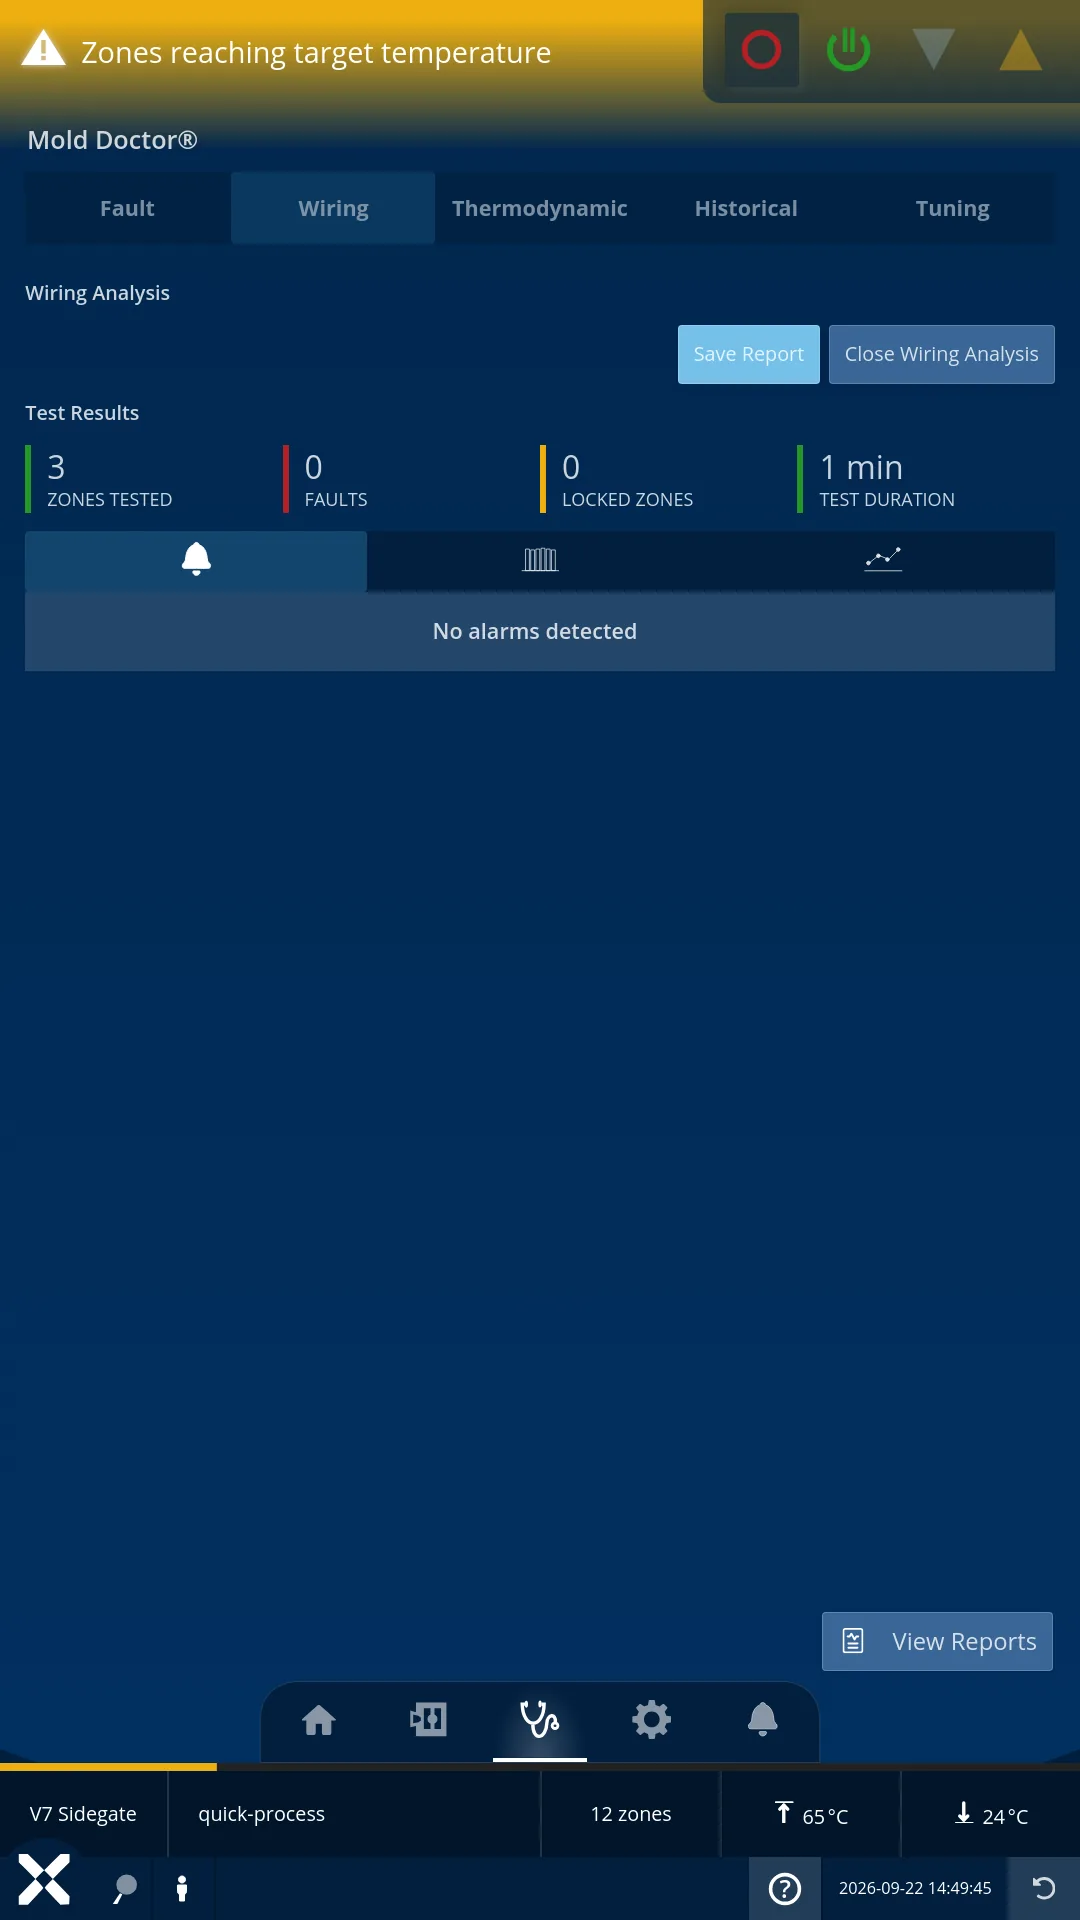 Zones reaching target temperature
Mold Doctor®
Fault
Wiring
Thermodynamic
Historical
Tuning
Wiring Analysis
Save Report
Close Wiring Analysis
Test Results
3
ZONES TESTED
0
FAULTS
0
LOCKED ZONES
1 min
TEST DURATION
No alarms detected
View Reports
V7 Sidegate
quick-process
12 zones
65°C
24°C
2026-09-22 14:49:45